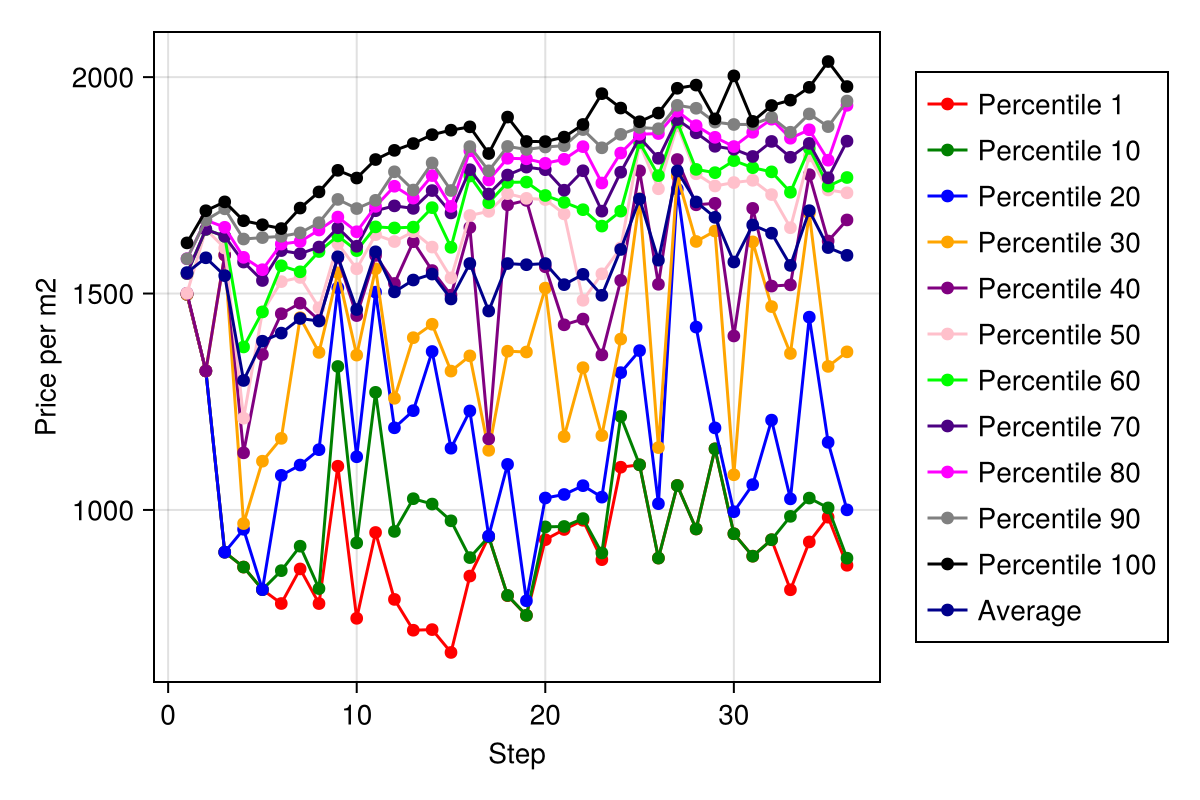 2000
1500
1000
Price per m2
0 10 20 30
Step
Percentile 1
Percentile 10
Percentile 20
Percentile 30
Percentile 40
Percentile 50
Percentile 60
Percentile 70
Percentile 80
Percentile 90
Percentile 100
Average